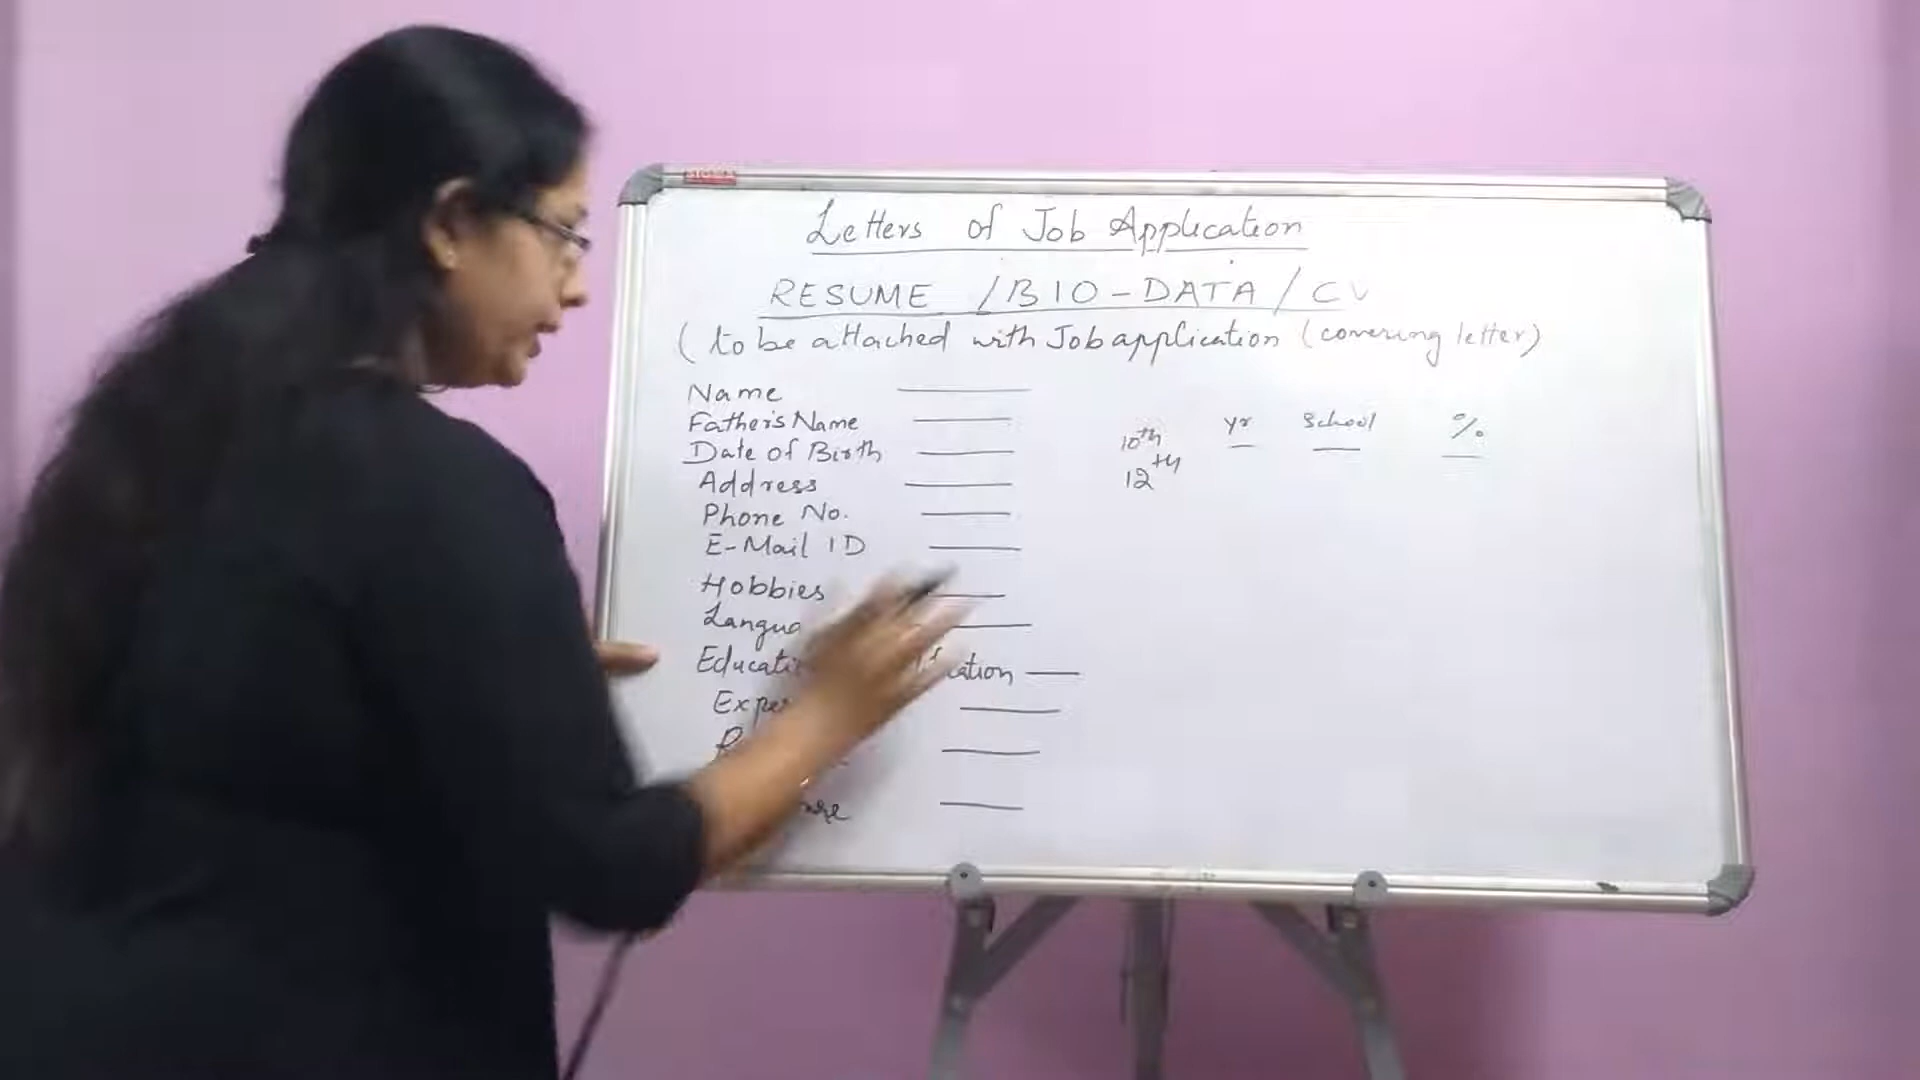 Letters of Job Application
RESUME / BIO-DATA / CV
( to be attached with Job application (covering letter)
Name
Father's Name
Date of Birth
Address
Phone No.
E-Mail ID
Hobbies
Educati
yr School %
10th
12th